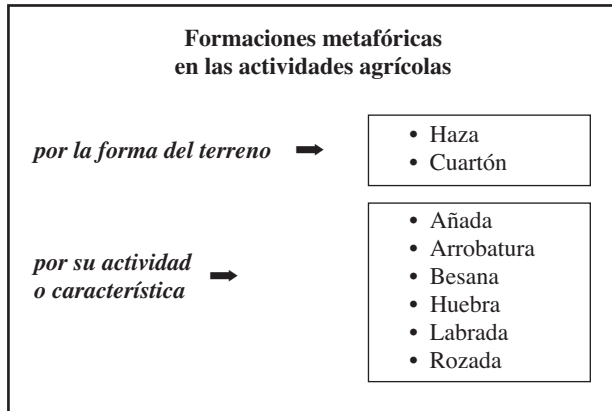 Formaciones metafóricas
en las actividades agrícolas
por la forma del terreno ➡
• Haza
• Cuartón
por su actividad
o característica ➡
• Añada
• Arrobatura
• Besana
• Huebra
• Labrada
• Rozada